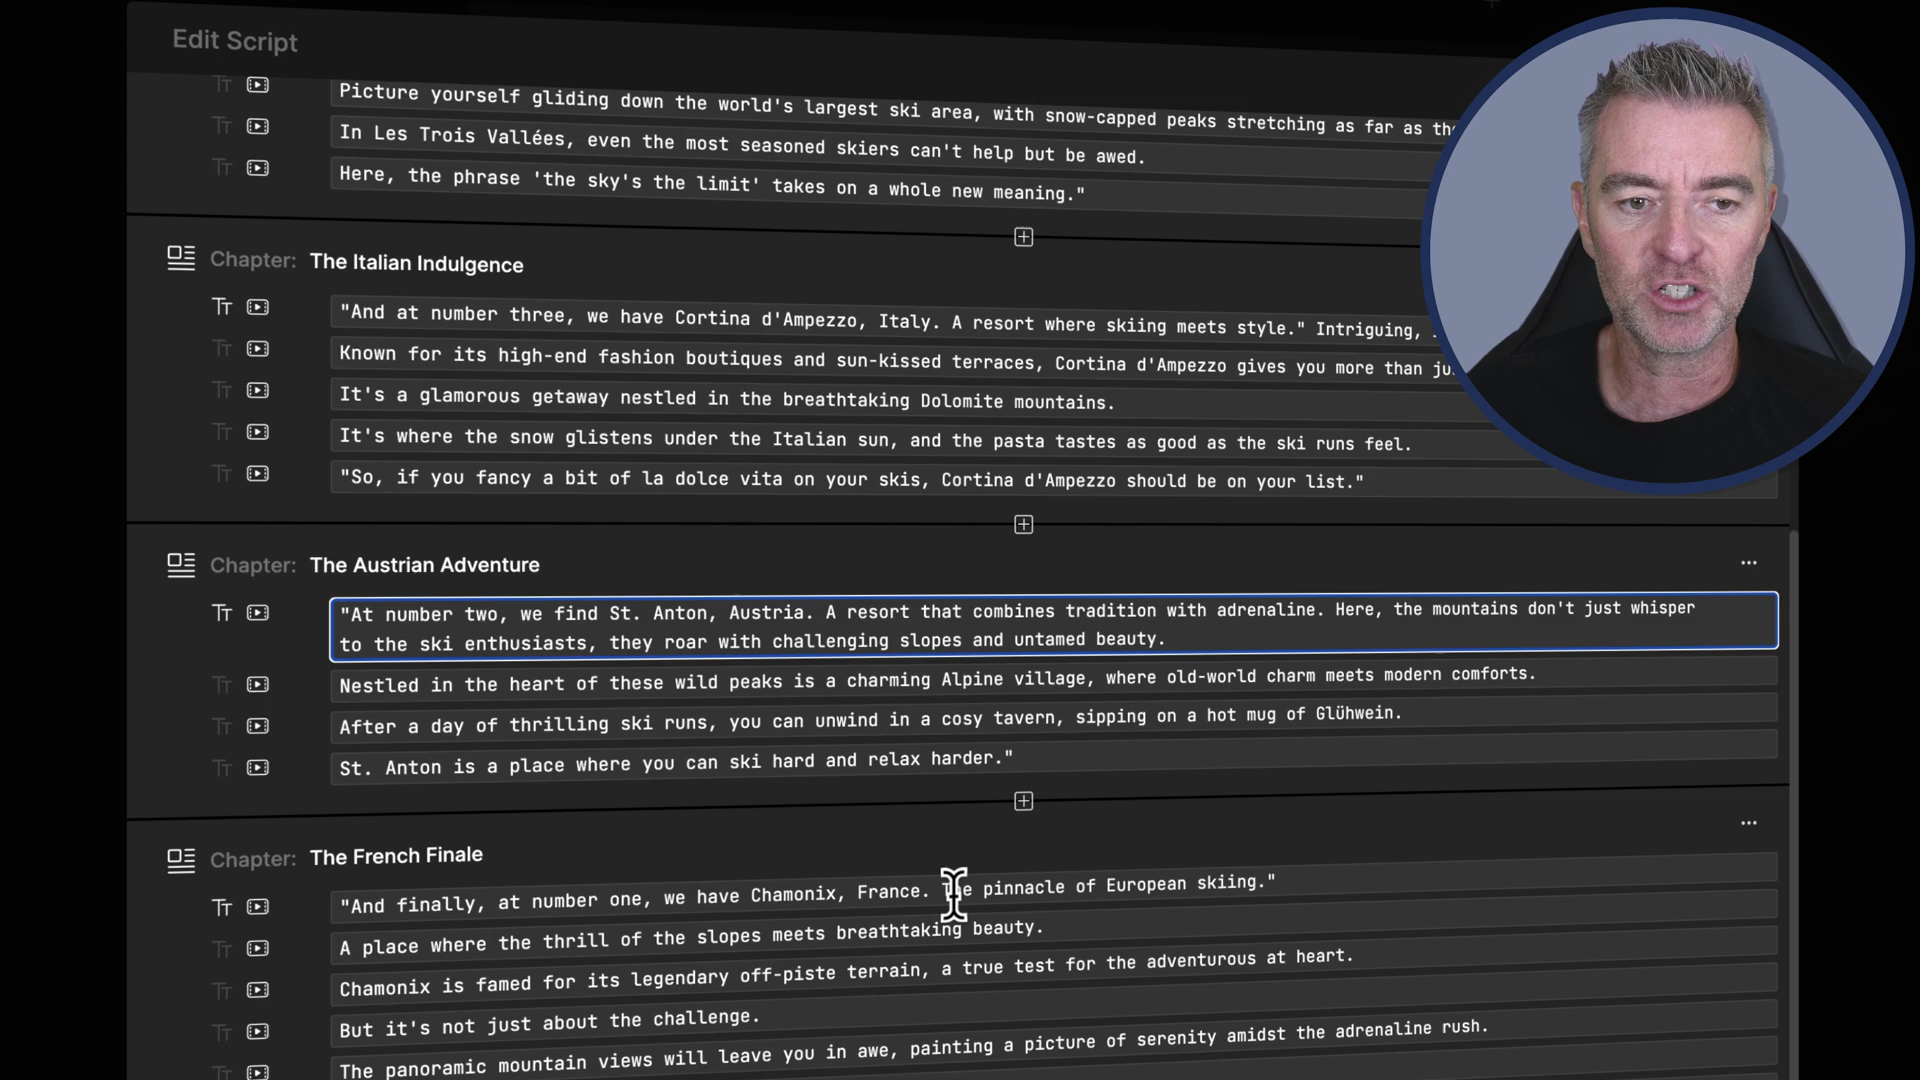 Edit Script
Picture yourself gliding down the world's largest ski area, with snow-capped peaks stretching as far as
In Les Trois Vallées, even the most seasoned skiers can't help but be awed.
Here, the phrase 'the sky's the limit' takes on a whole new meaning."
Chapter: The Italian Indulgence
"And at number three, we have Cortina d'Ampezzo, Italy. A resort where skiing meets style." Intriguing,
Known for its high-end fashion boutiques and sun-kissed terraces, Cortina d'Ampezzo gives you more than
It's a glamorous getaway nestled in the breathtaking Dolomite mountains.
It's where the snow glistens under the Italian sun, and the pasta tastes as good as the ski runs feel.
"So, if you fancy a bit of la dolce vita on your skis, Cortina d'Ampezzo should be on your list."
Chapter: The Austrian Adventure
"At number two, we find St. Anton, Austria. A resort that combines tradition with adrenaline. Here, the mountains don't just whisper
to the ski enthusiasts, they roar with challenging slopes and untamed beauty.
Nestled in the heart of these wild peaks is a charming Alpine village, where old-world charm meets modern comforts.
After a day of thrilling ski runs, you can unwind in a cosy tavern, sipping on a hot mug of Glühwein.
St. Anton is a place where you can ski hard and relax harder."
Chapter: The French Finale
"And finally, at number one, we have Chamonix, France. The pinnacle of European skiing."
A place where the thrill of the slopes meets breathtaking beauty.
Chamonix is famed for its legendary off-piste terrain, a true test for the adventurous at heart.
But it's not just about the challenge.
The panoramic mountain views will leave you in awe, painting a picture of serenity amidst the adrenaline rush.